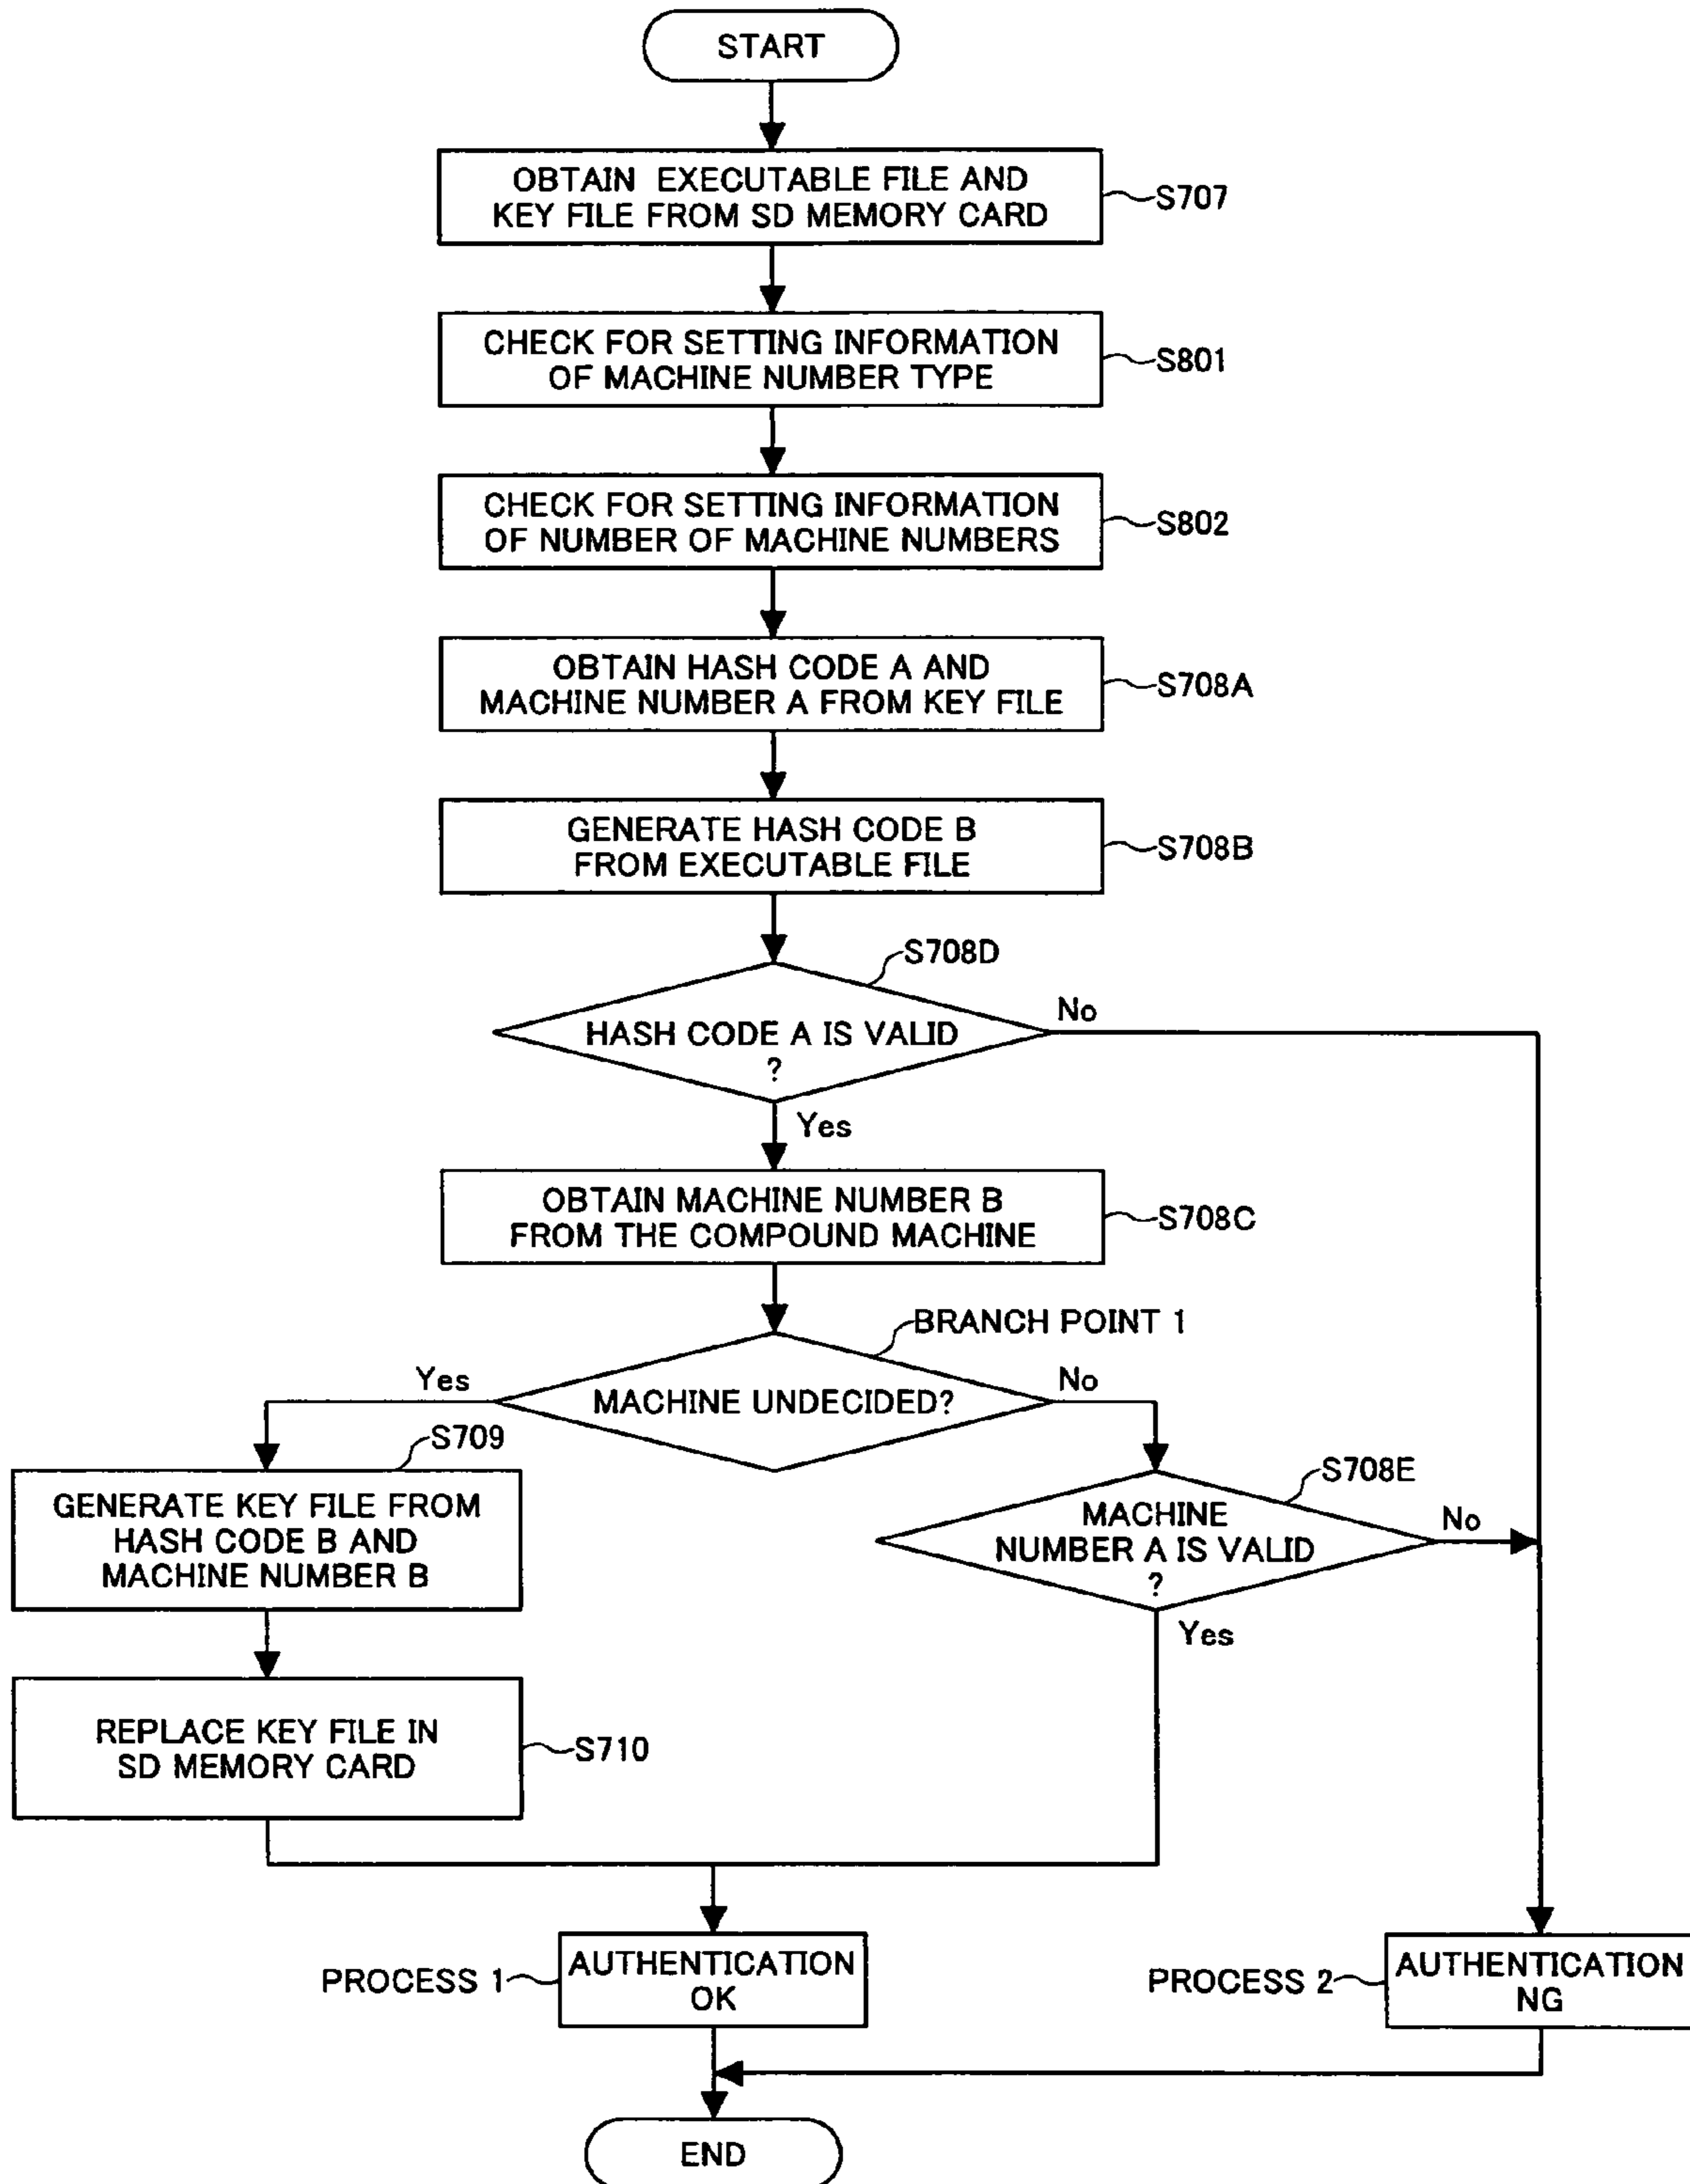 START
OBTAIN EXECUTABLE FILE AND
KEY FILE FROM SD MEMORY CARD
S707
CHECK FOR SETTING INFORMATION
OF MACHINE NUMBER TYPE
S801
CHECK FOR SETTING INFORMATION
OF NUMBER OF MACHINE NUMBERS
S802
OBTAIN HASH CODE A AND
MACHINE NUMBER A FROM KEY FILE
S708A
GENERATE HASH CODE B
FROM EXECUTABLE FILE
S708B
S708D
HASH CODE A IS VALID
?
No
Yes
OBTAIN MACHINE NUMBER B
FROM THE COMPOUND MACHINE
S708C
BRANCH POINT 1
MACHINE UNDECIDED?
Yes
No
S709
GENERATE KEY FILE FROM
HASH CODE B AND
MACHINE NUMBER B
S708E
MACHINE
NUMBER A IS VALID
?
No
Yes
REPLACE KEY FILE IN
SD MEMORY CARD
S710
PROCESS 1
AUTHENTICATION
OK
PROCESS 2
AUTHENTICATION
NG
END